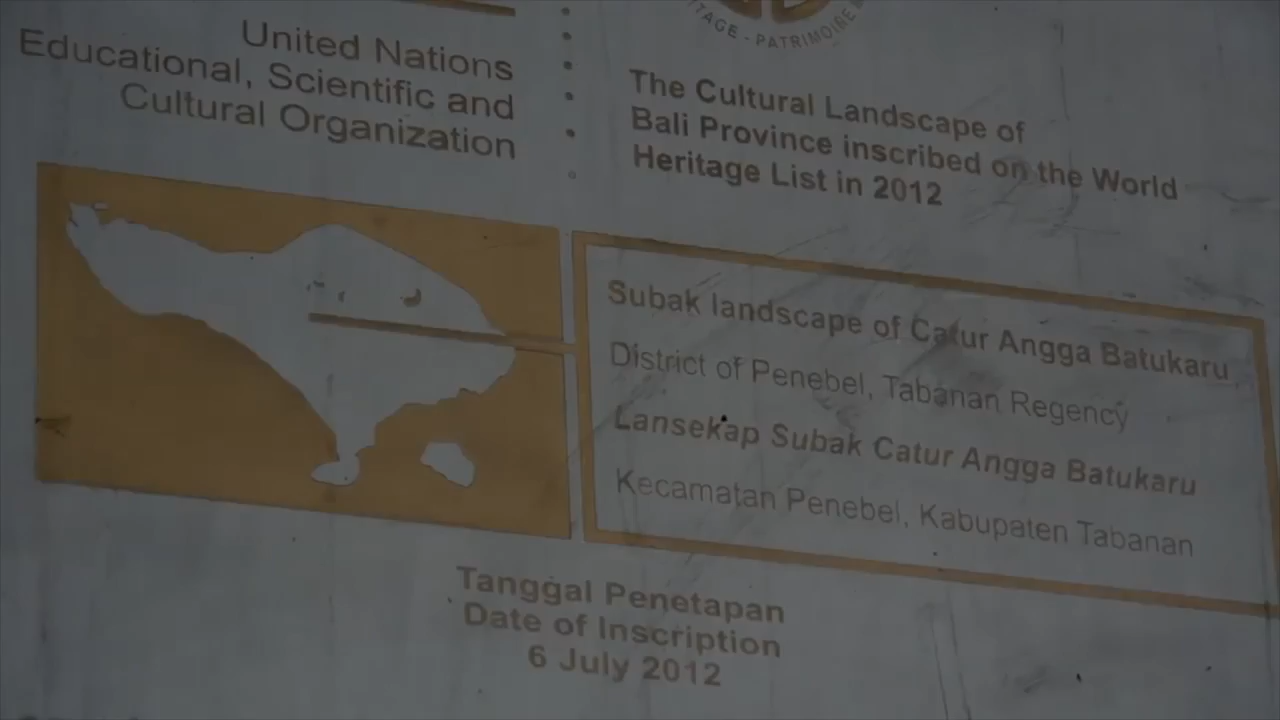 United Nations
Educational, Scientific and
Cultural Organization
TAGE - PATRIMOINE
The Cultural Landscape of
Bali Province inscribed on the World
Heritage List in 2012
Subak landscape of Catur Angga Batukaru
District of Penebel, Tabanan Regency
Lansekap Subak Catur Angga Batukaru
Kecamatan Penebel, Kabupaten Tabanan
Tanggal Penetapan
Date of Inscription
6 July 2012